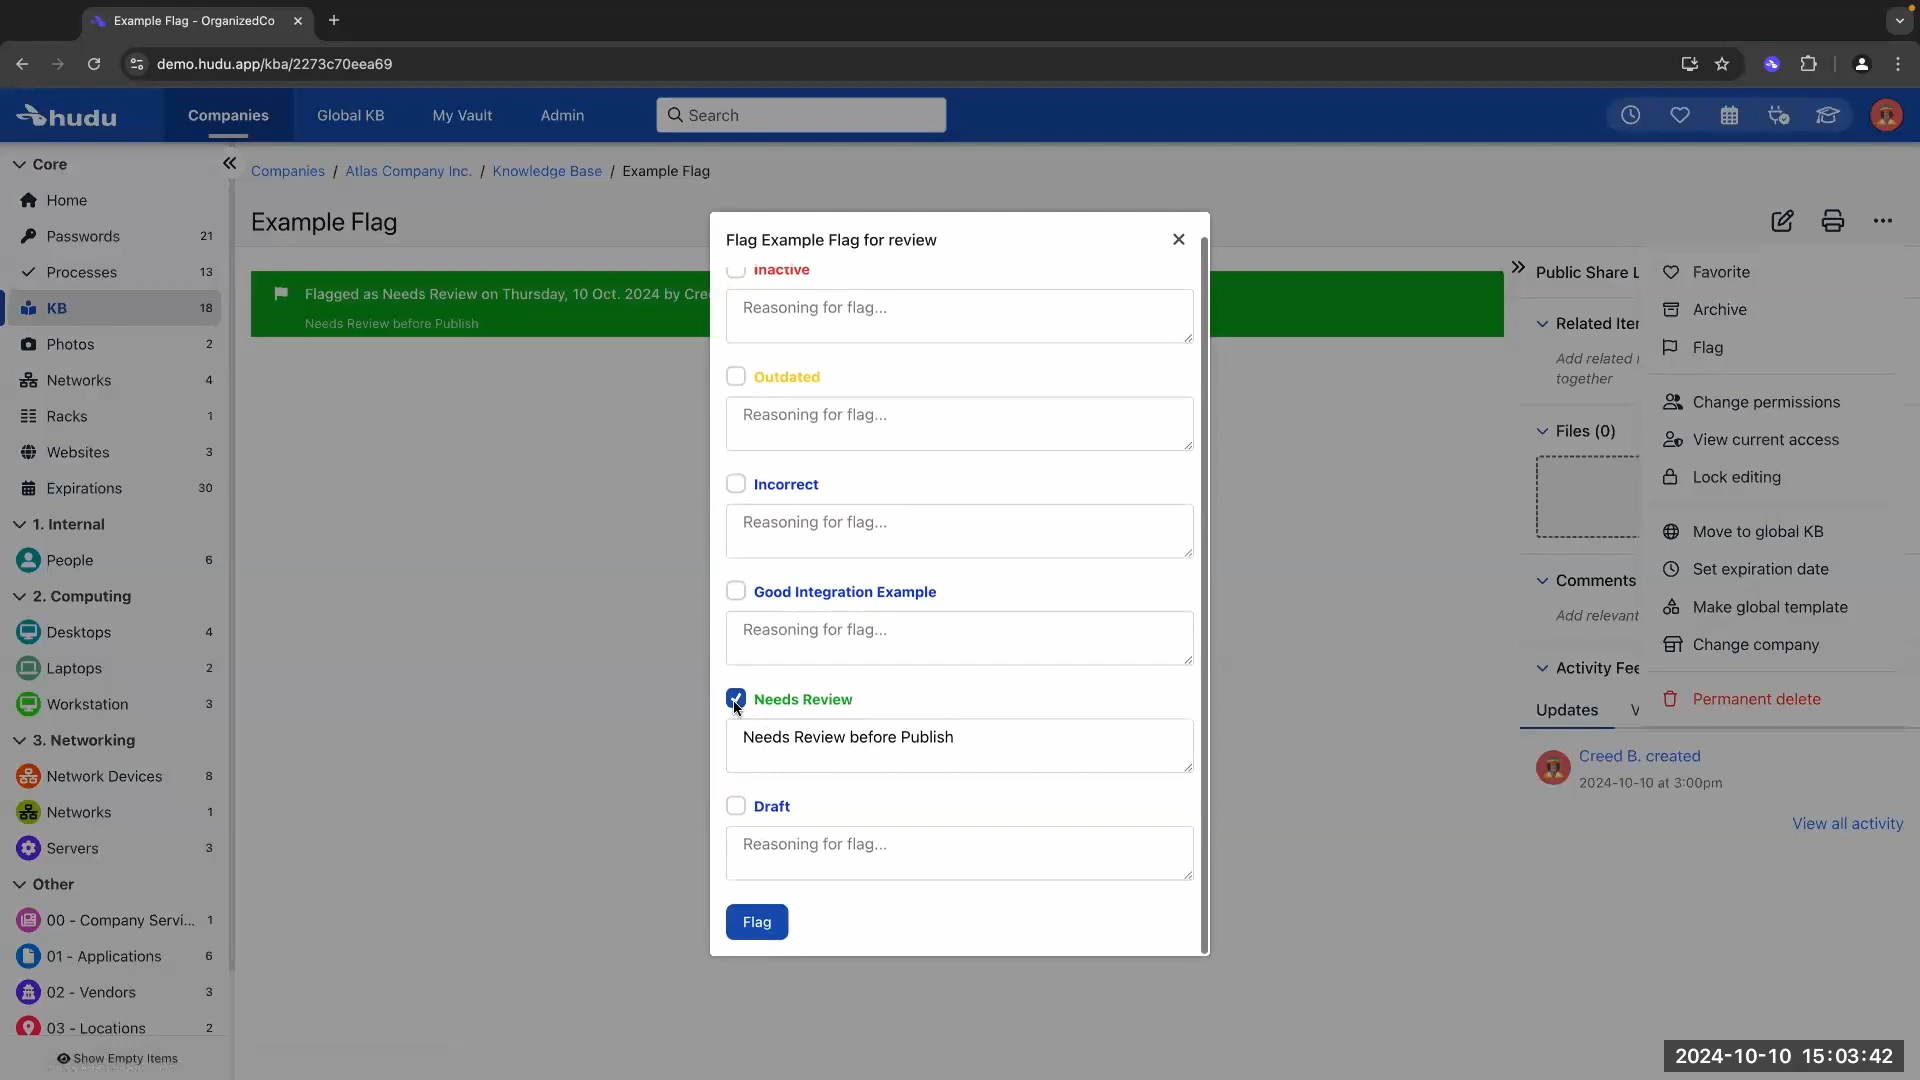 Example Flag - OrganizedCo
demo.hudu.app/kba/2273c70eea69
hudu
Companies
Global KB
My Vault
Admin
Search
Core
Home
Passwords 21
Processes 13
KB 18
Photos 2
Networks 4
Racks 1
Websites 3
Expirations 30
1. Internal
People 6
2. Computing
Desktops 4
Laptops 2
Workstation 3
3. Networking
Network Devices 8
Networks 1
Servers 3
Other
00 - Company Servi... 1
01 - Applications 6
02 - Vendors 3
03 - Locations 2
Show Empty Items
Companies / Atlas Company Inc. / Knowledge Base / Example Flag
Example Flag
Flagged as Needs Review on Thursday, 10 Oct. 2024 by Cre
Needs Review before Publish
Flag Example Flag for review
Inactive
Reasoning for flag...
Outdated
Reasoning for flag...
Incorrect
Reasoning for flag...
Good Integration Example
Reasoning for flag...
Needs Review
Needs Review before Publish
Draft
Reasoning for flag...
Flag
Public Share L
Related Iter
Add related
together
Files (0)
Comments
Add relevant
Activity Fee
Updates
Creed B. created
2024-10-10 at 3:00pm
View all activity
Favorite
Archive
Flag
Change permissions
View current access
Lock editing
Move to global KB
Set expiration date
Make global template
Change company
Permanent delete
2024-10-10 15:03:42